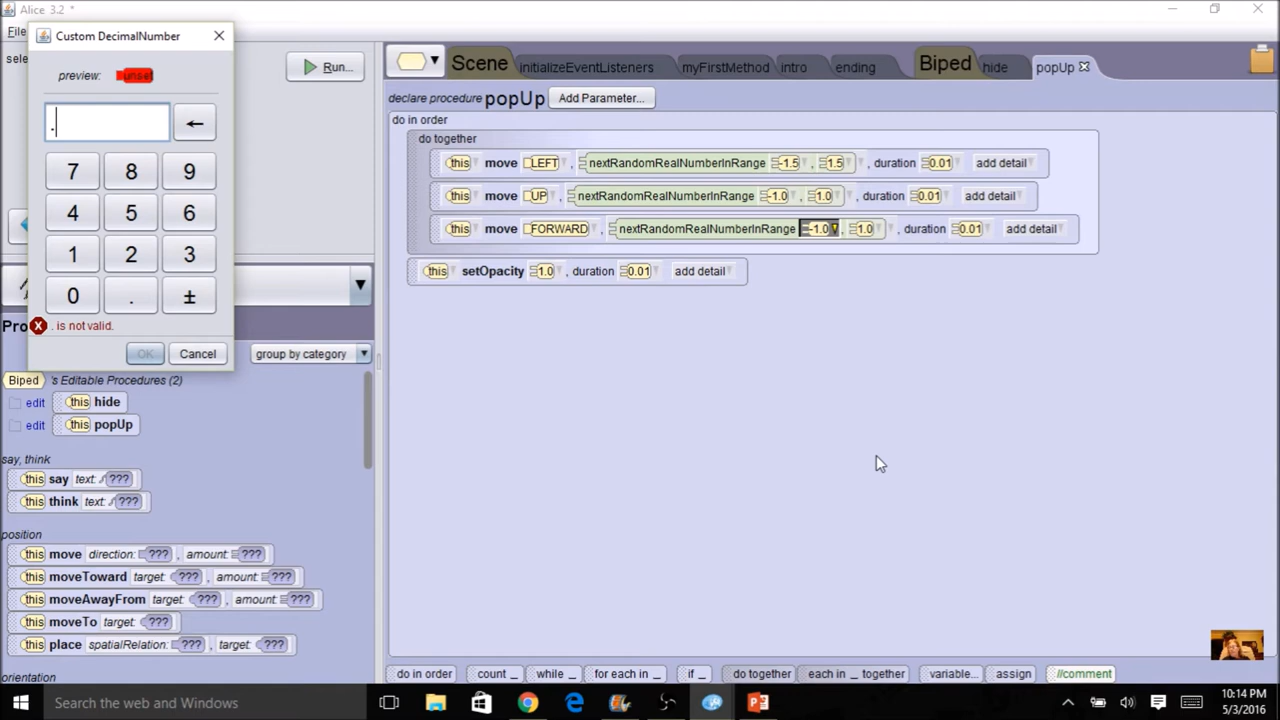 Alice 3.2 *
File
Custom DecimalNumber
sele
preview: unset
.
7 8 9
4 5 6
1 2 3
0 . ±
. is not valid.
OK Cancel
Run...
Scene initializeEventListeners myFirstMethod intro ending Biped hide popUp
declare procedure popUp Add Parameter...
do in order
do together
this move LEFT , nextRandomRealNumberInRange -1.5 , 1.5 , duration 0.01 add detail
this move UP , nextRandomRealNumberInRange -1.0 , 1.0 , duration 0.01 add detail
this move FORWARD , nextRandomRealNumberInRange -1.0 , 1.0 , duration 0.01 add detail
this setOpacity 1.0 , duration 0.01 add detail
Pro
group by category
Biped 's Editable Procedures (2)
edit this hide
edit this popUp
say, think
this say text: ???
this think text: ???
position
this move direction: ??? , amount: ???
this moveToward target: ??? , amount: ???
this moveAwayFrom target: ??? , amount: ???
this moveTo target: ???
this place spatialRelation: ??? , target: ???
orientation
do in order count _ while _ for each in _ if _ do together each in _ together variable... assign //comment
Search the web and Windows
10:14 PM
5/3/2016